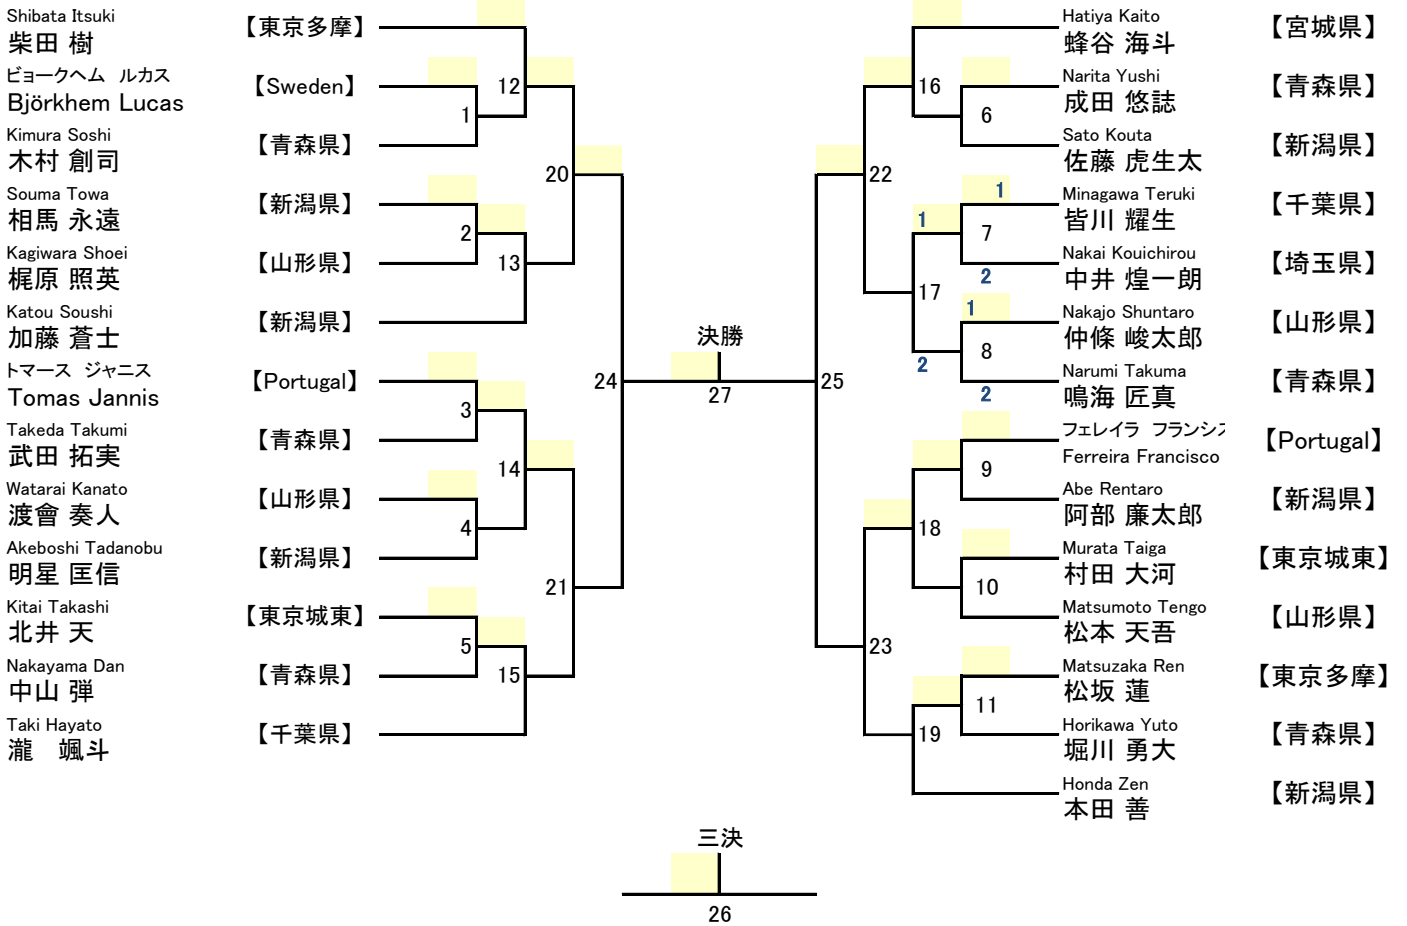 Shibata Itsuki
柴田 樹
【東京多摩】
ビョークヘム ルカス
Björkhem Lucas
【Sweden】
Kimura Soshi
木村 創司
【青森県】
Souma Towa
相馬 永遠
【新潟県】
Kagiwara Shoei
梶原 照英
【山形県】
Katou Soushi
加藤 蒼士
【新潟県】
トマース ジャニス
Tomas Jannis
【Portugal】
Takeda Takumi
武田 拓実
【青森県】
Watarai Kanato
渡會 奏人
【山形県】
Akeboshi Tadanobu
明星 匡信
【新潟県】
Kitai Takashi
北井 天
【東京城東】
Nakayama Dan
中山 弾
【青森県】
Taki Hayato
瀧 颯斗
【千葉県】
1
2
3
4
5
12
13
14
15
20
21
24
決勝
27
三決
26
25
22
23
16
17
18
19
1
2
6
7
8
9
10
11
1
2
1
2
Hatiya Kaito
蜂谷 海斗
【宮城県】
Narita Yushi
成田 悠誌
【青森県】
Sato Kouta
佐藤 虎生太
【新潟県】
Minagawa Teruki
皆川 耀生
【千葉県】
Nakai Kouichirou
中井 煌一朗
【埼玉県】
Nakajo Shuntaro
仲條 峻太郎
【山形県】
Narumi Takuma
鳴海 匠真
【青森県】
フェレイラ フランシス
Ferreira Francisco
【Portugal】
Abe Rentaro
阿部 廉太郎
【新潟県】
Murata Taiga
村田 大河
【東京城東】
Matsumoto Tengo
松本 天吾
【山形県】
Matsuzaka Ren
松坂 蓮
【東京多摩】
Horikawa Yuto
堀川 勇大
【青森県】
Honda Zen
本田 善
【新潟県】